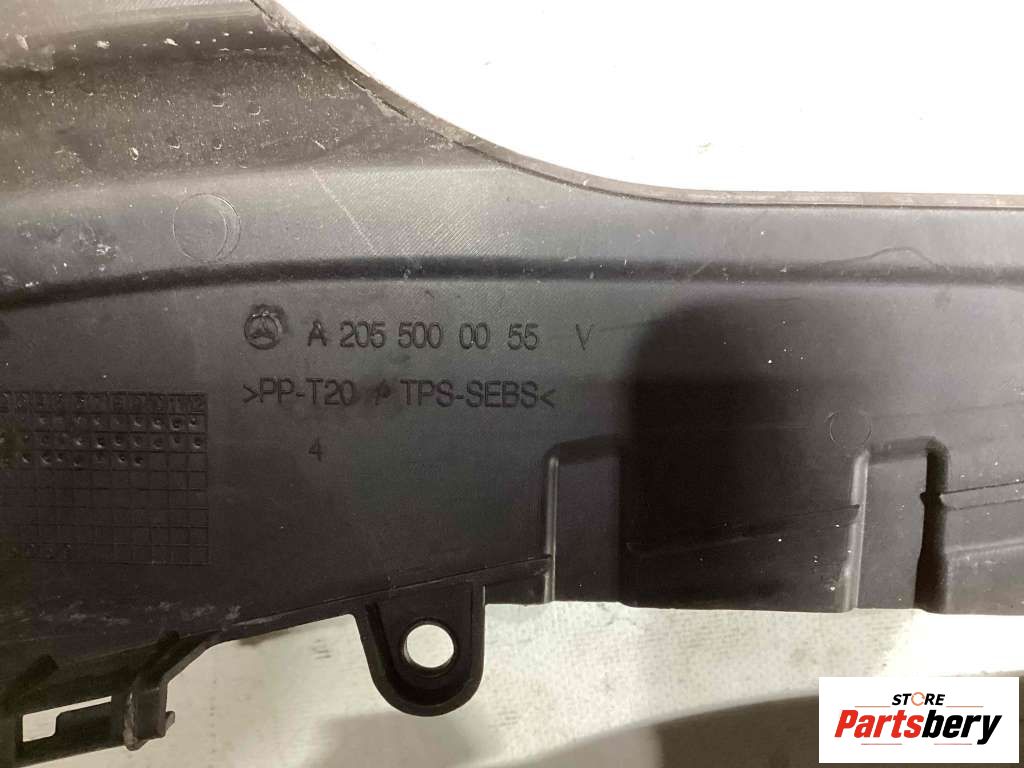 A 205 500 00 55 V
>PP-T20 / TPS-SEBS<
4
STORE
Partsbery